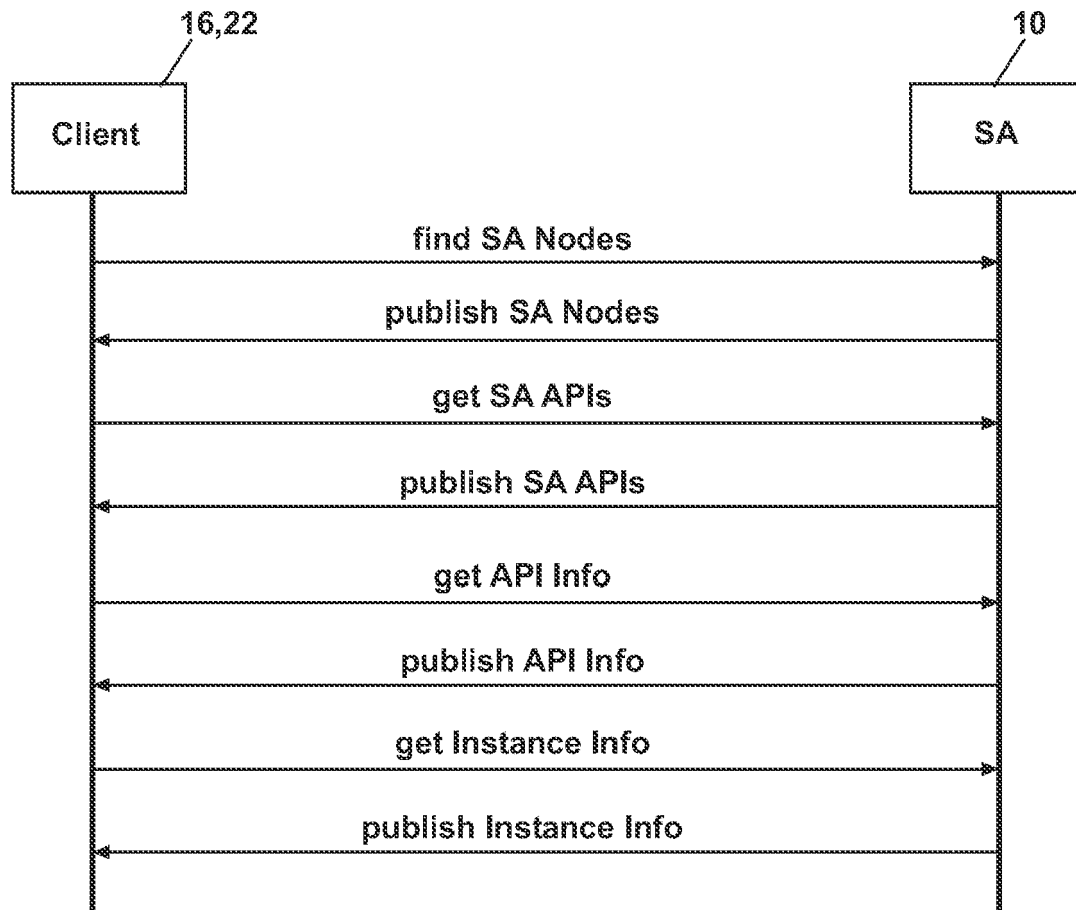 16,22
10
Client
SA
find SA Nodes
publish SA Nodes
get SA APIs
publish SA APIs
get API Info
publish API Info
get Instance Info
publish Instance Info